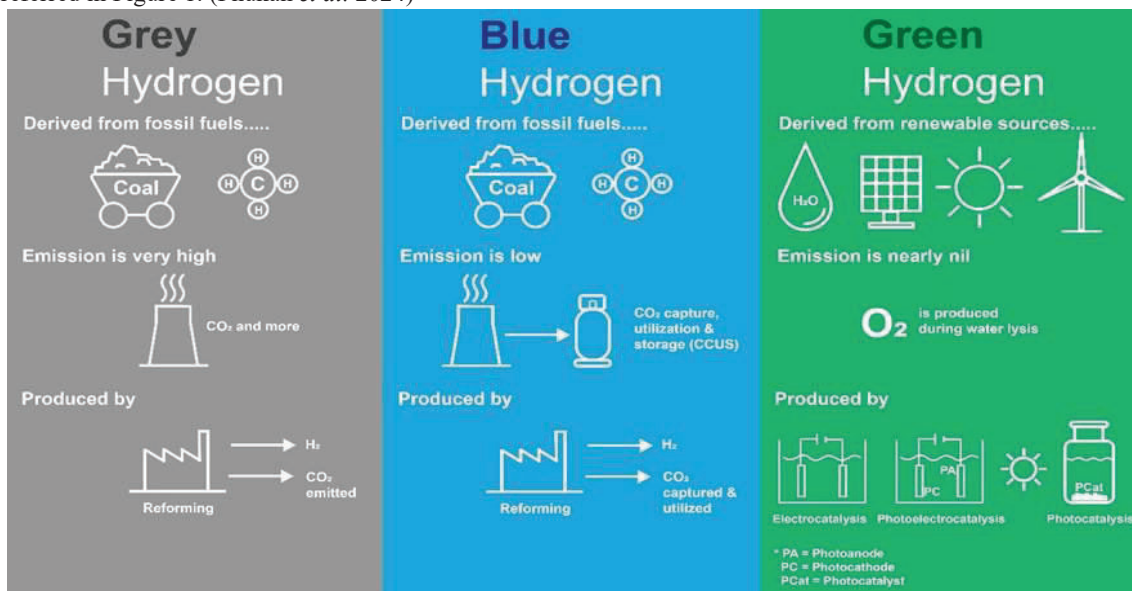 Grey
Hydrogen
Derived from fossil fuels.....
Coal
H
H C H
H
Emission is very high
CO₂ and more
Produced by
H₂
CO₂
emitted
Reforming
Blue
Hydrogen
Derived from fossil fuels.....
Coal
H
H C H
H
Emission is low
CO₂ capture,
utilization &
storage (CCUS)
Produced by
H₂
CO₂
captured &
utilized
Reforming
Green
Hydrogen
Derived from renewable sources.....
H₂O
Emission is nearly nil
O₂ is produced
during water lysis
Produced by
PA
PC
PCat
Electrocatalysis Photoelectrocatalysis Photocatalysis
* PA = Photoanode
PC = Photocathode
PCat = Photocatalyst